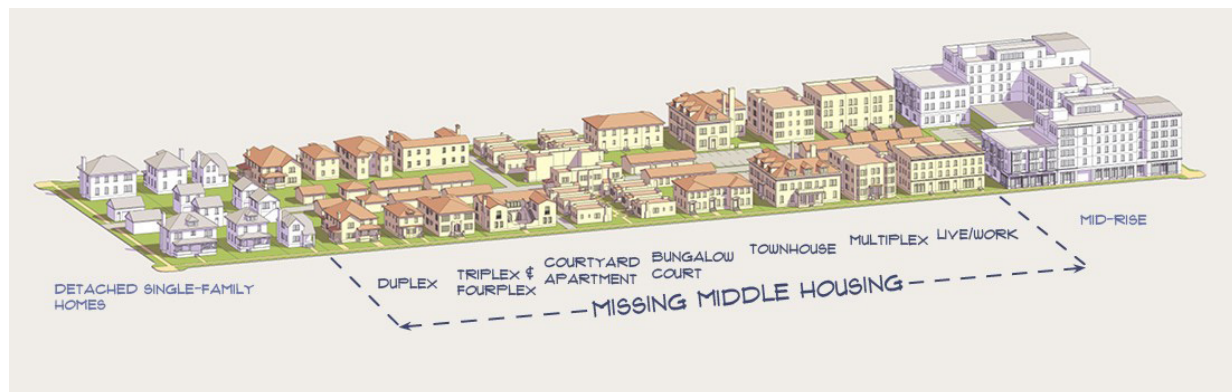 DETACHED SINGLE-FAMILY
HOMES
DUPLEX
TRIPLEX &
FOURPLEX
COURTYARD
APARTMENT
BUNGALOW
COURT
TOWNHOUSE
MULTIPLEX
LIVE/WORK
MID-RISE
MISSING MIDDLE HOUSING